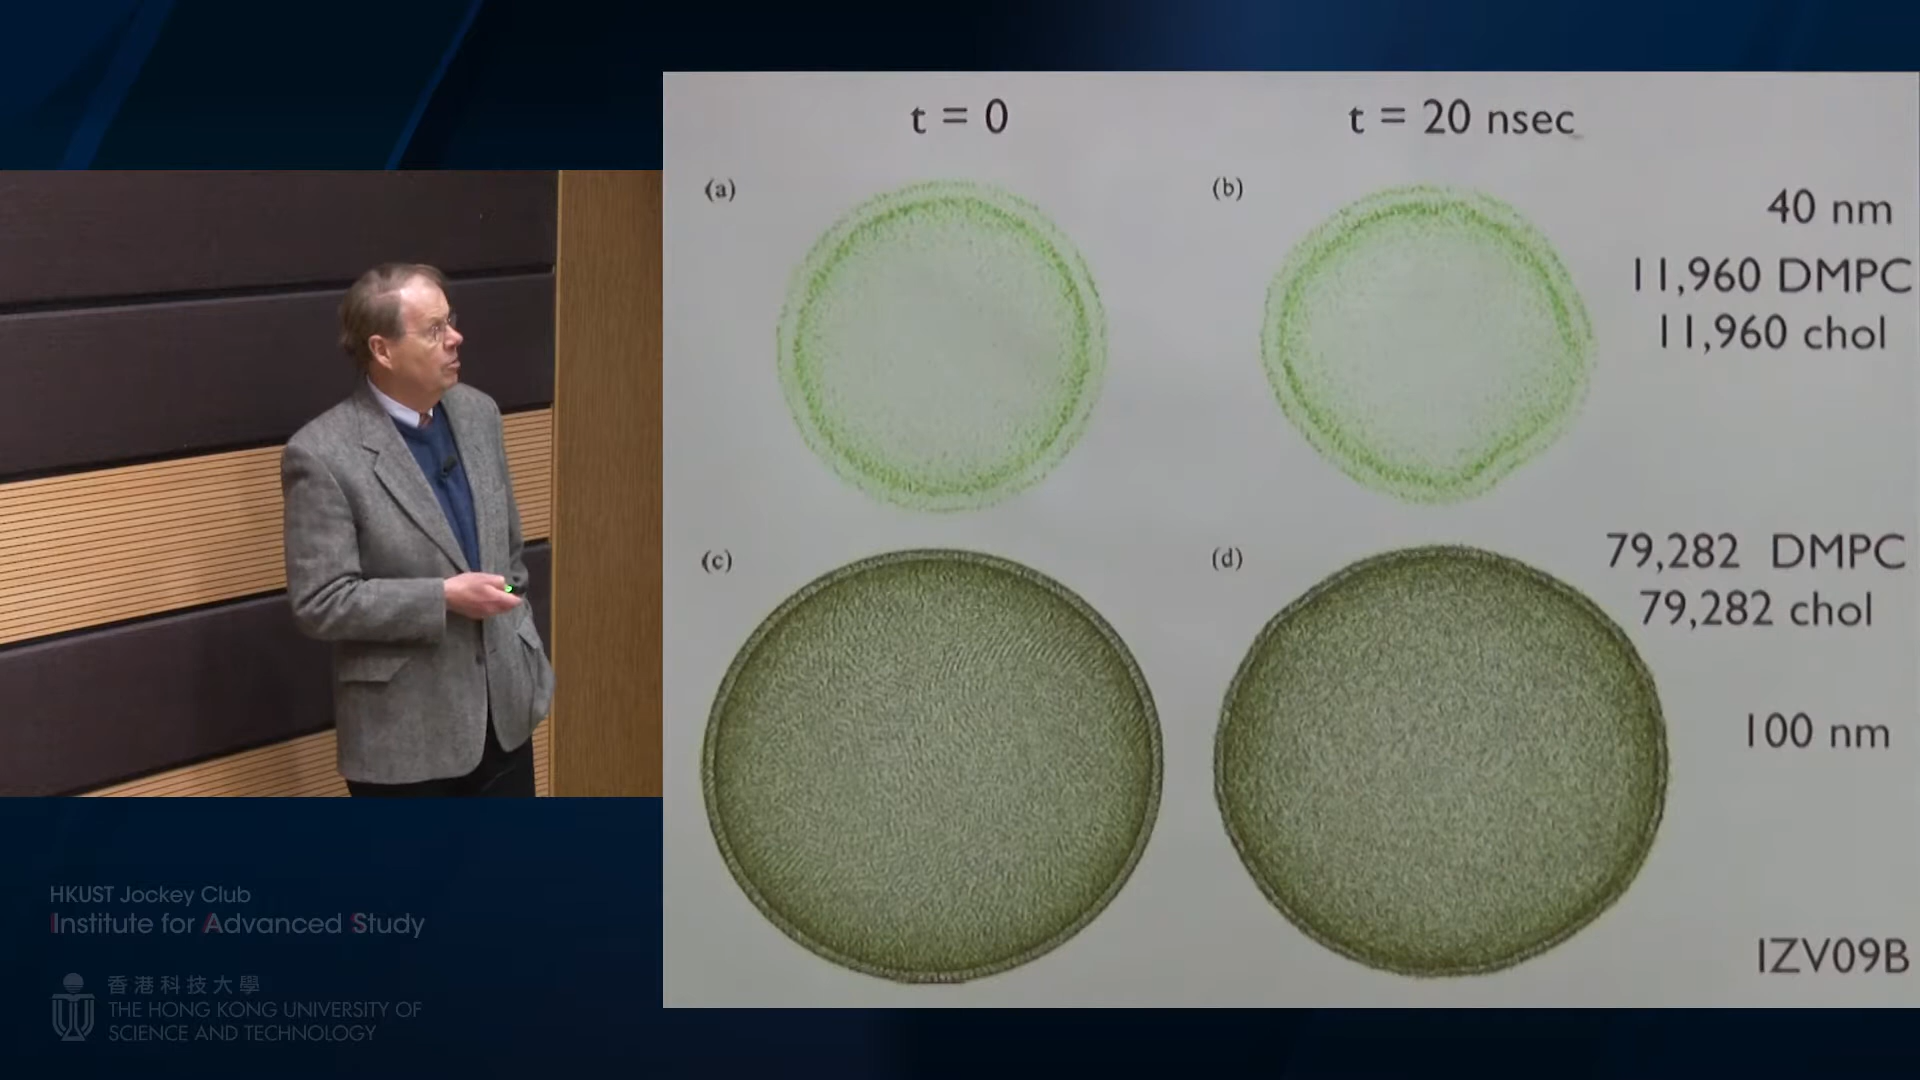 t = 0
t = 20 nsec
(a)
(b)
40 nm
11,960 DMPC
11,960 chol
(c)
(d)
79,282 DMPC
79,282 chol
100 nm
IZV09B
HKUST Jockey Club
Institute for Advanced Study
香港科技大學
THE HONG KONG UNIVERSITY OF
SCIENCE AND TECHNOLOGY